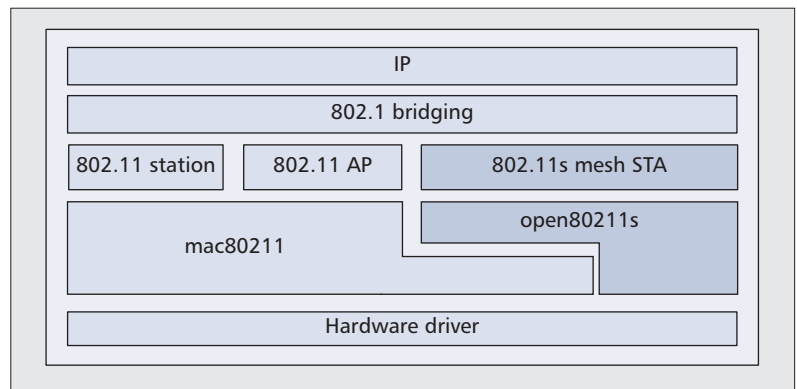 IP
802.1 bridging
802.11 station
802.11 AP
802.11s mesh STA
mac80211
open80211s
Hardware driver